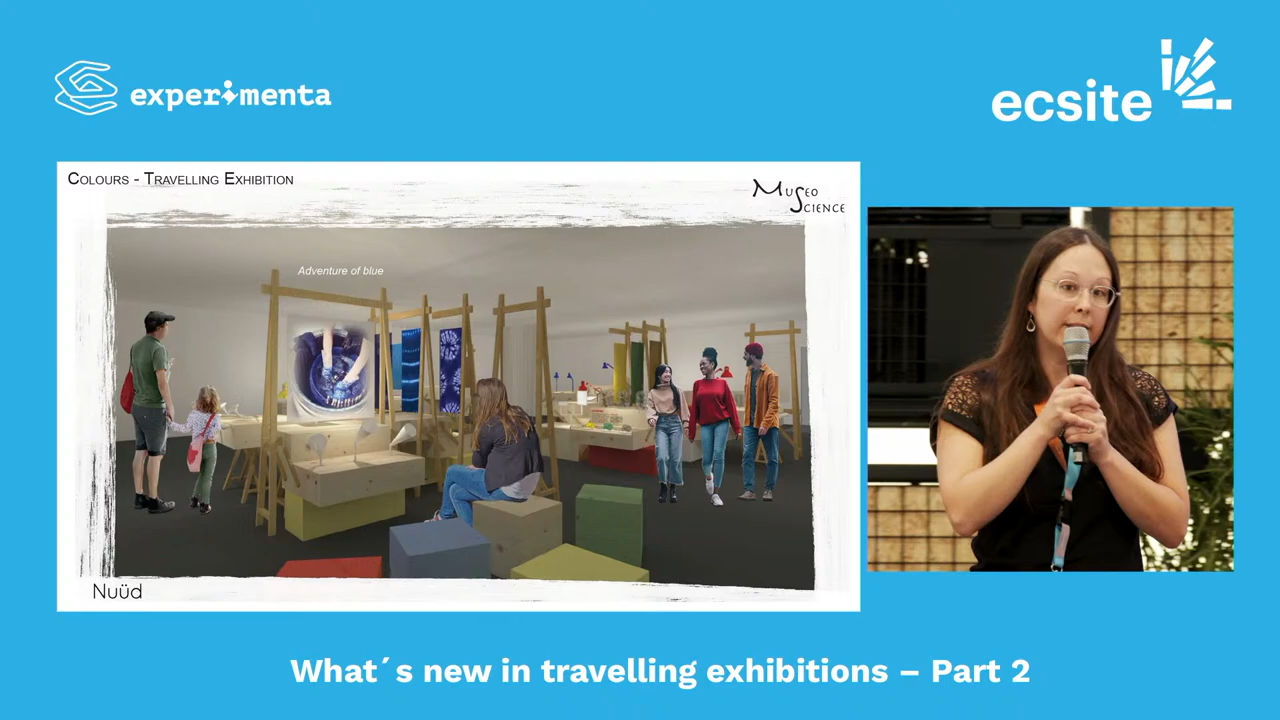 experimenta
ecsite
Colours - Travelling Exhibition
MuSeo
Science
Adventure of blue
Nuüd
What´s new in travelling exhibitions – Part 2